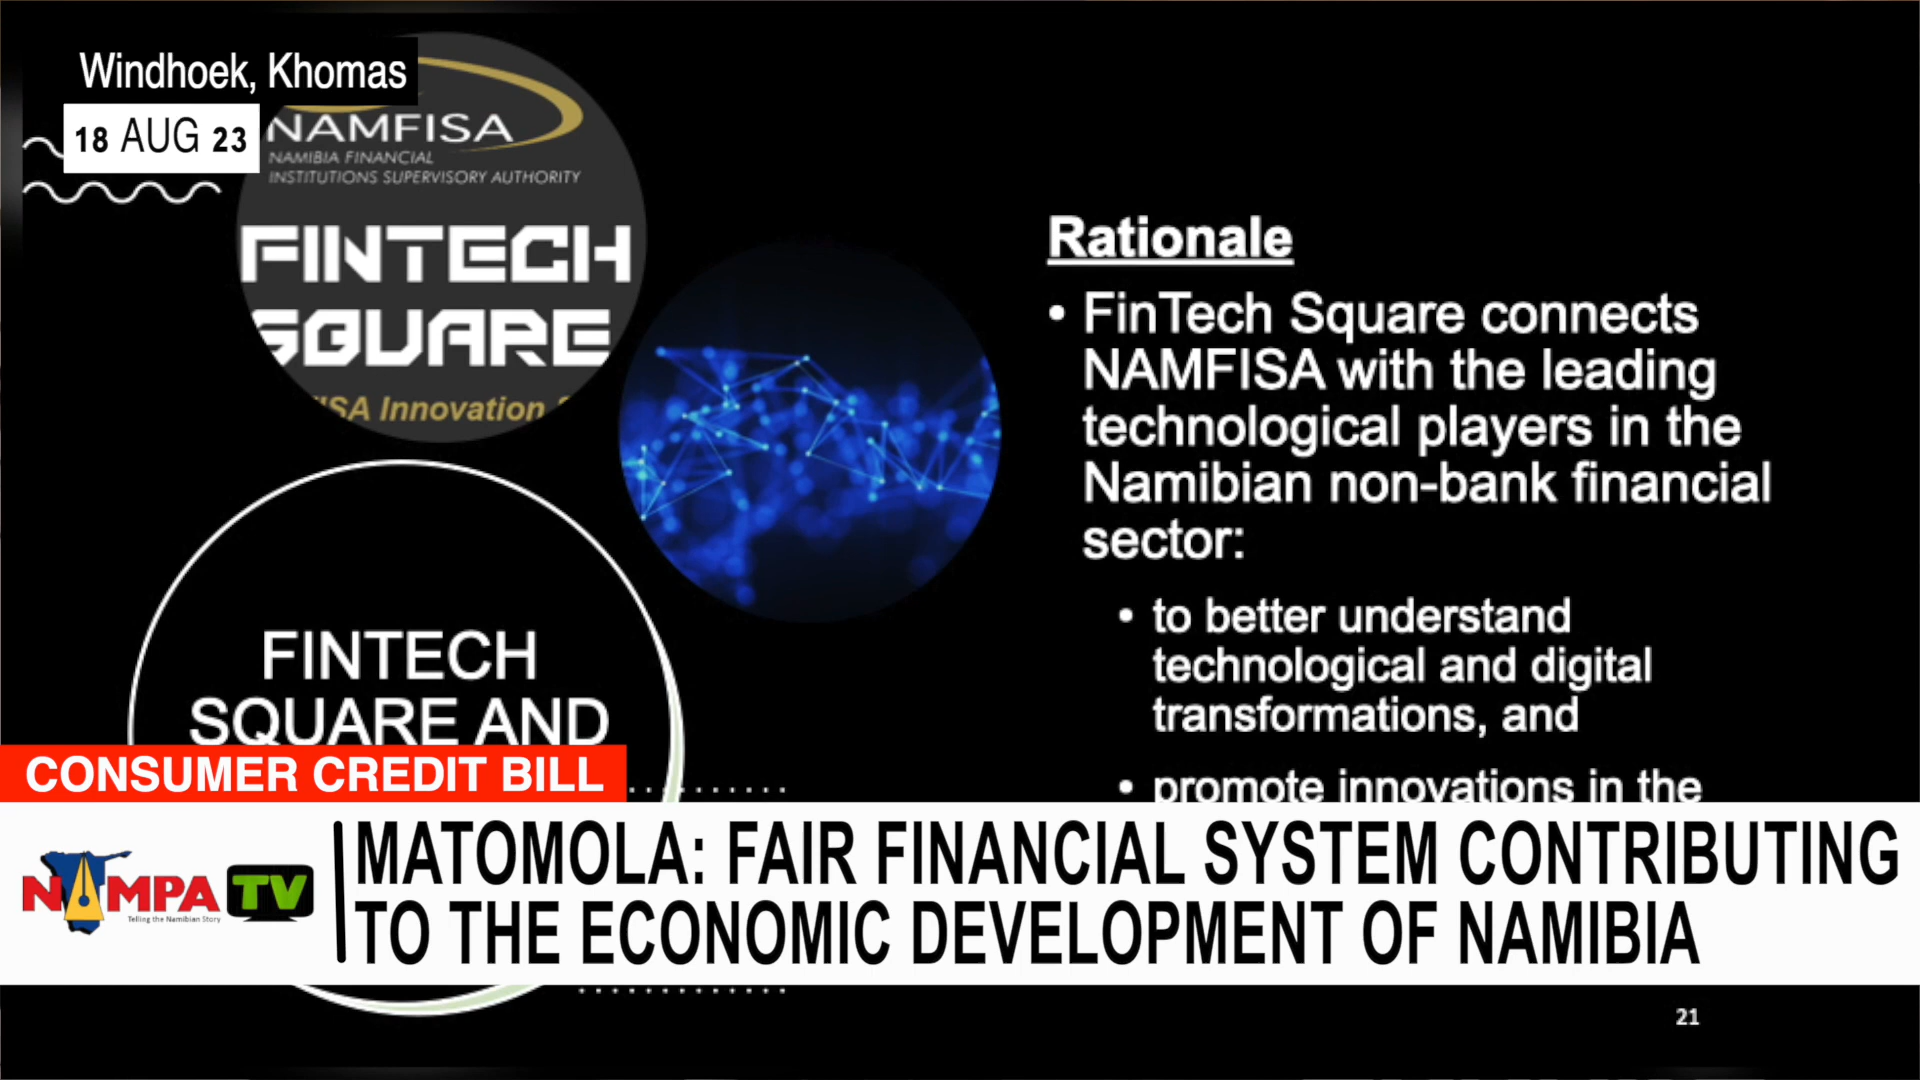 Windhoek, Khomas
18 AUG 23
NAMFISA
NAMIBIA FINANCIAL
INSTITUTIONS SUPERVISORY AUTHORITY
FINTECH
SQUARE
ISA Innovation
FINTECH
SQUARE AND
Rationale
• FinTech Square connects
NAMFISA with the leading
technological players in the
Namibian non-bank financial
sector:
• to better understand
technological and digital
transformations, and
• promote innovations in the
CONSUMER CREDIT BILL
NAMPA TV
Telling the Namibian Story
MATOMOLA: FAIR FINANCIAL SYSTEM CONTRIBUTING
TO THE ECONOMIC DEVELOPMENT OF NAMIBIA
21